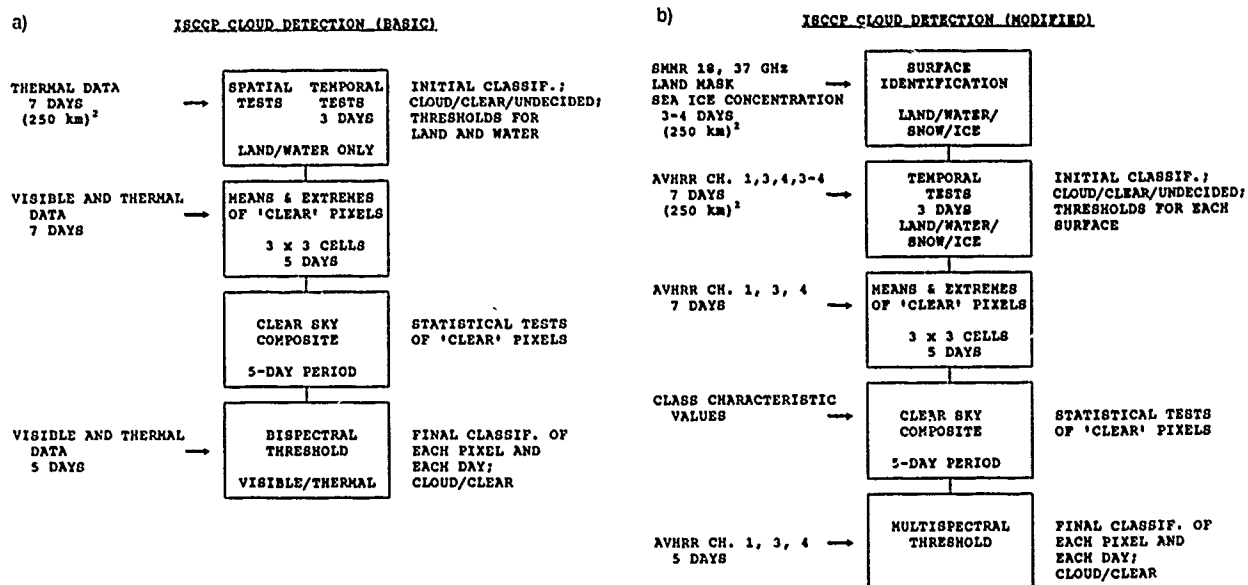 a)
ISCCP CLOUD DETECTION (BASIC)
THERMAL DATA
7 DAYS
(250 km)²
SPATIAL TEMPORAL
TESTS TESTS
3 DAYS
LAND/WATER ONLY
INITIAL CLASSIF.;
CLOUD/CLEAR/UNDECIDED;
THRESHOLDS FOR
LAND AND WATER
VISIBLE AND THERMAL
DATA
7 DAYS
MEANS & EXTREMES
OF 'CLEAR' PIXELS
3 x 3 CELLS
5 DAYS
CLEAR SKY
COMPOSITE
5-DAY PERIOD
STATISTICAL TESTS
OF 'CLEAR' PIXELS
VISIBLE AND THERMAL
DATA
5 DAYS
BISPECTRAL
THRESHOLD
VISIBLE/THERMAL
FINAL CLASSIF. OF
EACH PIXEL AND
EACH DAY;
CLOUD/CLEAR
b)
ISCCP CLOUD DETECTION (MODIFIED)
SMMR 18, 37 GHz
LAND MASK
SEA ICE CONCENTRATION
3-4 DAYS
(250 km)²
SURFACE
IDENTIFICATION
LAND/WATER/
SNOW/ICE
AVHRR CH. 1,3,4,3-4
7 DAYS
(250 km)²
TEMPORAL
TESTS
3 DAYS
LAND/WATER/
SNOW/ICE
INITIAL CLASSIF.;
CLOUD/CLEAR/UNDECIDED;
THRESHOLDS FOR EACH
SURFACE
AVHRR CH. 1, 3, 4
7 DAYS
MEANS & EXTREMES
OF 'CLEAR' PIXELS
3 x 3 CELLS
5 DAYS
CLASS CHARACTERISTIC
VALUES
CLEAR SKY
COMPOSITE
5-DAY PERIOD
STATISTICAL TESTS
OF 'CLEAR' PIXELS
AVHRR CH. 1, 3, 4
5 DAYS
MULTISPECTRAL
THRESHOLD
FINAL CLASSIF. OF
EACH PIXEL AND
EACH DAY;
CLOUD/CLEAR